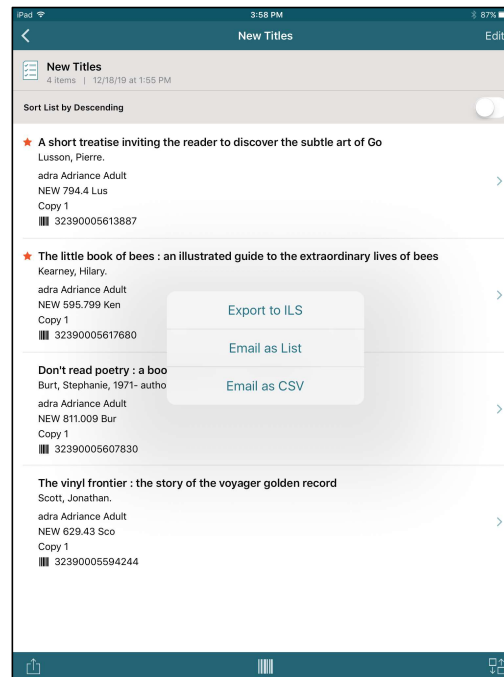 iPad 3:58 PM 87%
New Titles Edit
New Titles
4 items | 12/18/19 at 1:55 PM
Sort List by Descending
A short treatise inviting the reader to discover the subtle art of Go
Lusson, Pierre.
adra Adriance Adult
NEW 794.4 Lus
Copy 1
32390005613887
The little book of bees : an illustrated guide to the extraordinary lives of bees
Kearney, Hilary.
adra Adriance Adult
NEW 595.799 Ken
Copy 1
32390005617680
Export to ILS
Email as List
Email as CSV
Don't read poetry : a boo
Burt, Stephanie, 1971- autho
adra Adriance Adult
NEW 811.009 Bur
Copy 1
32390005607830
The vinyl frontier : the story of the voyager golden record
Scott, Jonathan.
adra Adriance Adult
NEW 629.43 Sco
Copy 1
32390005594244